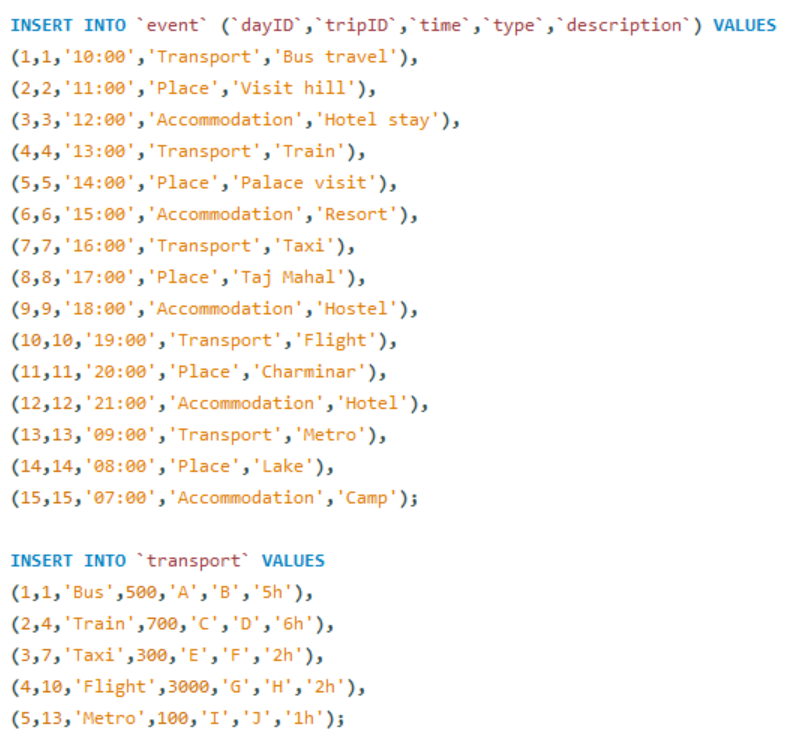 INSERT INTO `event` (`dayID`,`tripID`,`time`,`type`,`description`) VALUES
(1,1,'10:00','Transport','Bus travel'),
(2,2,'11:00','Place','Visit hill'),
(3,3,'12:00','Accommodation','Hotel stay'),
(4,4,'13:00','Transport','Train'),
(5,5,'14:00','Place','Palace visit'),
(6,6,'15:00','Accommodation','Resort'),
(7,7,'16:00','Transport','Taxi'),
(8,8,'17:00','Place','Taj Mahal'),
(9,9,'18:00','Accommodation','Hostel'),
(10,10,'19:00','Transport','Flight'),
(11,11,'20:00','Place','Charminar'),
(12,12,'21:00','Accommodation','Hotel'),
(13,13,'09:00','Transport','Metro'),
(14,14,'08:00','Place','Lake'),
(15,15,'07:00','Accommodation','Camp');
INSERT INTO `transport` VALUES
(1,1,'Bus',500,'A','B','5h'),
(2,4,'Train',700,'C','D','6h'),
(3,7,'Taxi',300,'E','F','2h'),
(4,10,'Flight',3000,'G','H','2h'),
(5,13,'Metro',100,'I','J','1h');